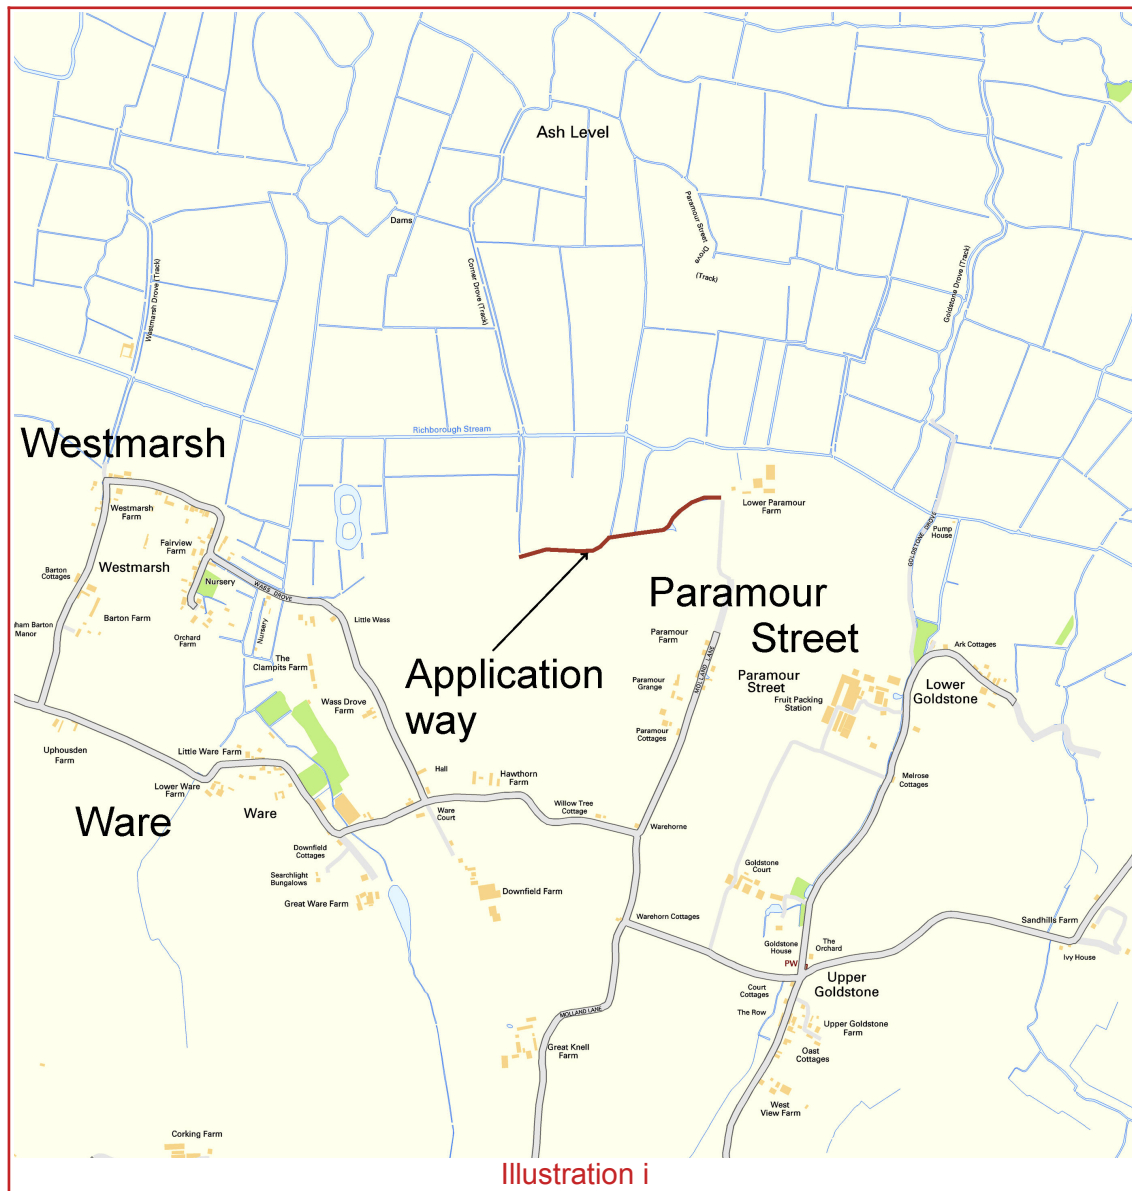 Ash Level
Paramour Street Drove
(Track)
Dams
Westmarsh Drove (Track)
Corner Drove (Track)
Goldstone Drove (Track)
Richborough Stream
Westmarsh
Westmarsh
Farm
Fairview
Farm
Westmarsh
Barton
Cottages
Nursery
WASS DROVE
Barton Farm
ham Barton
Manor
Orchard
Farm
Nursery
Little Wass
The
Clampits Farm
Lower Paramour
Farm
Pump
House
GOLDSTONE DROVE
Paramour
Street
Application
way
Paramour
Farm
MOLLAND LANE
Paramour
Grange
Paramour
Street
Fruit Packing
Station
Paramour
Cottages
Ark Cottages
Lower
Goldstone
Wass Drove
Farm
Uphousden
Farm
Little Ware Farm
Lower Ware
Farm
Ware
Ware
Hall
Hawthorn
Farm
Ware
Court
Willow Tree
Cottage
Warehorne
Melrose
Cottages
Downfield
Cottages
Searchlight
Bungalows
Great Ware Farm
Downfield Farm
Goldstone
Court
Warehorn Cottages
Goldstone
House
The
Orchard
PW
Sandhills Farm
Ivy House
Court
Cottages
Upper
Goldstone
The Row
Upper Goldstone
Farm
Oast
Cottages
MOLLAND LANE
Great Knell
Farm
West
View Farm
Corking Farm
Illustration i